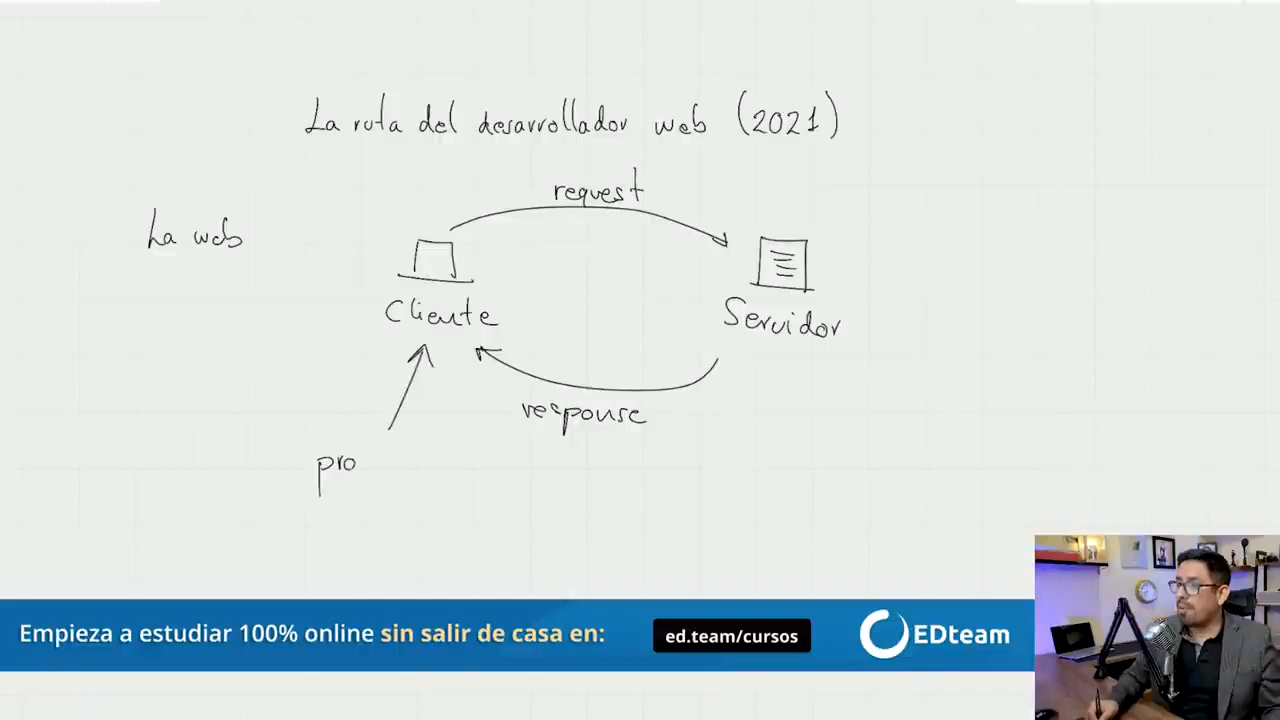 La ruta del desarrollador web (2021)
request
La web
Cliente
Servidor
response
pro
Empieza a estudiar 100% online sin salir de casa en:
ed.team/cursos
EDteam